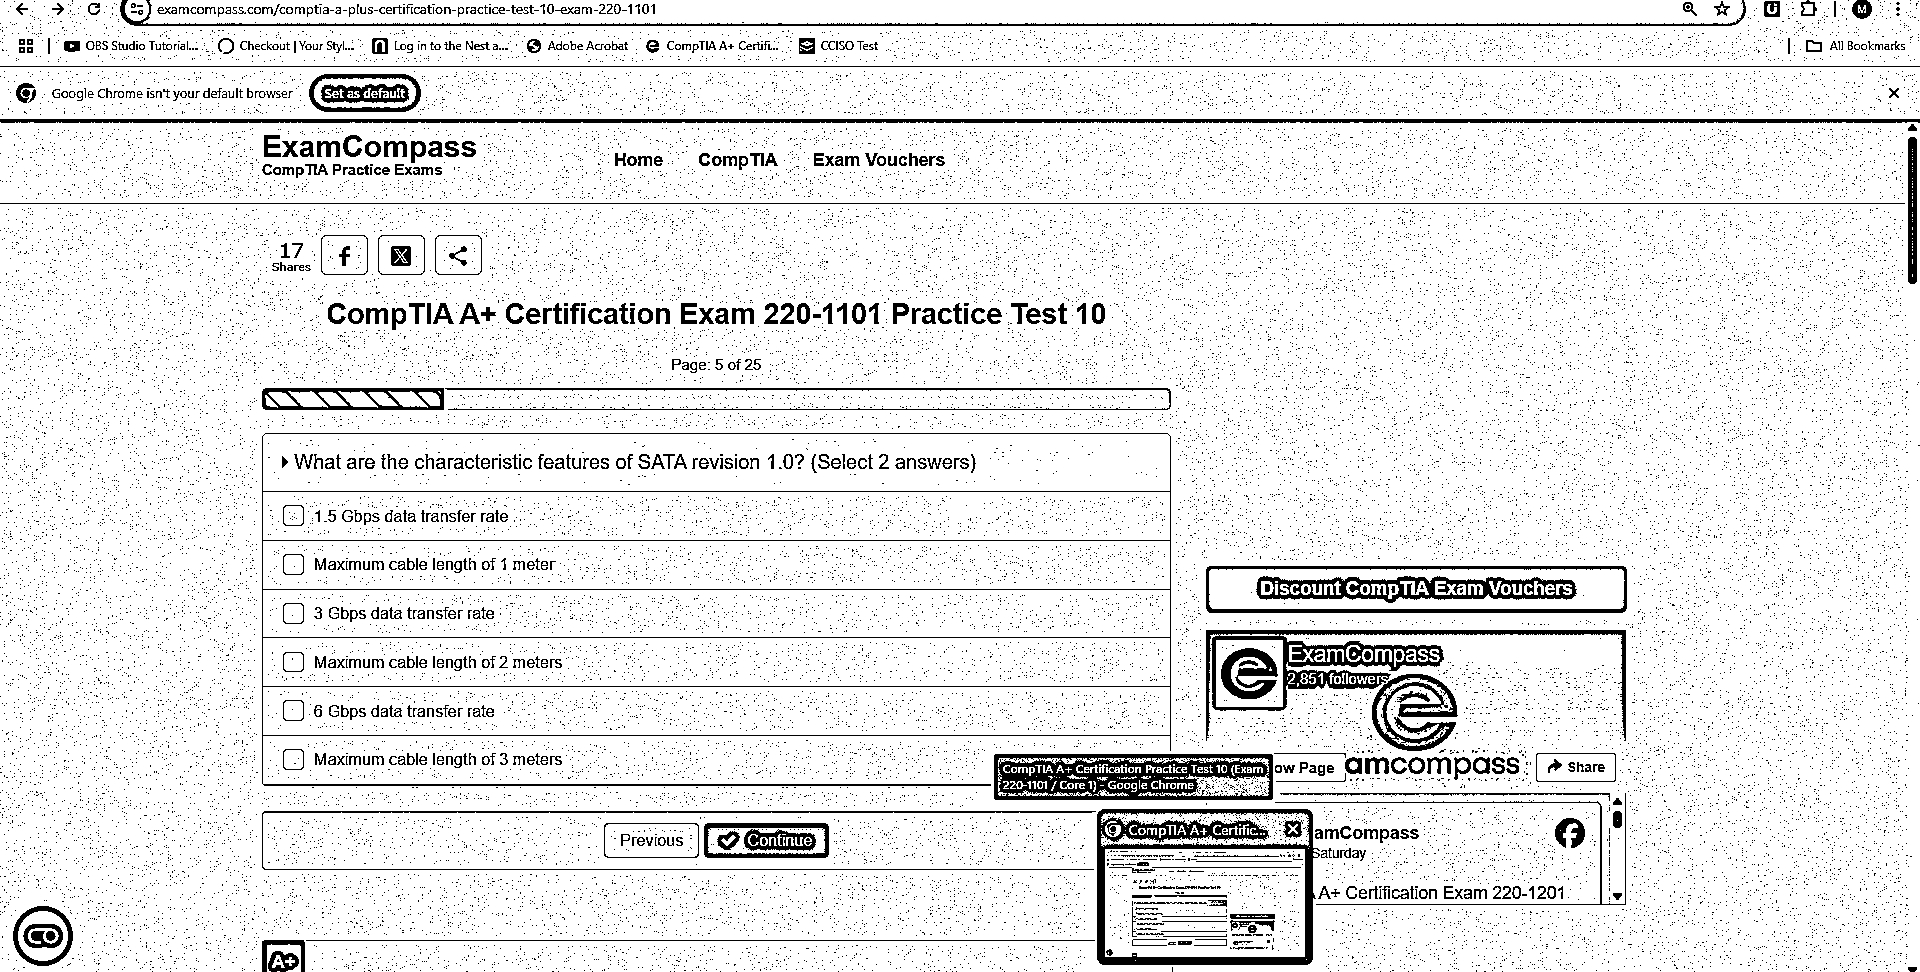 examcompass.com/comptia-a-plus-certification-practice-test-10-exam-220-1101
M
OBS Studio Tutorial...
Checkout | Your Styl...
Log in to the Nest a...
Adobe Acrobat
CompTIA A+ Certifi...
CCISO Test
All Bookmarks
Google Chrome isn't your default browser
Set as default
ExamCompass
CompTIA Practice Exams
Home
CompTIA
Exam Vouchers
17
Shares
CompTIA A+ Certification Exam 220-1101 Practice Test 10
Page: 5 of 25
What are the characteristic features of SATA revision 1.0? (Select 2 answers)
1.5 Gbps data transfer rate
Maximum cable length of 1 meter
3 Gbps data transfer rate
Maximum cable length of 2 meters
6 Gbps data transfer rate
Maximum cable length of 3 meters
Previous
Continue
Discount CompTIA Exam Vouchers
ExamCompass
2,851 followers
ow Page
amcompass
Share
CompTIA A+ Certification Practice Test 10 (Exam
220-1101 / Core 1) - Google Chrome
CompTIA A+ Certific...
amCompass
Saturday
A+ Certification Exam 220-1201
A+